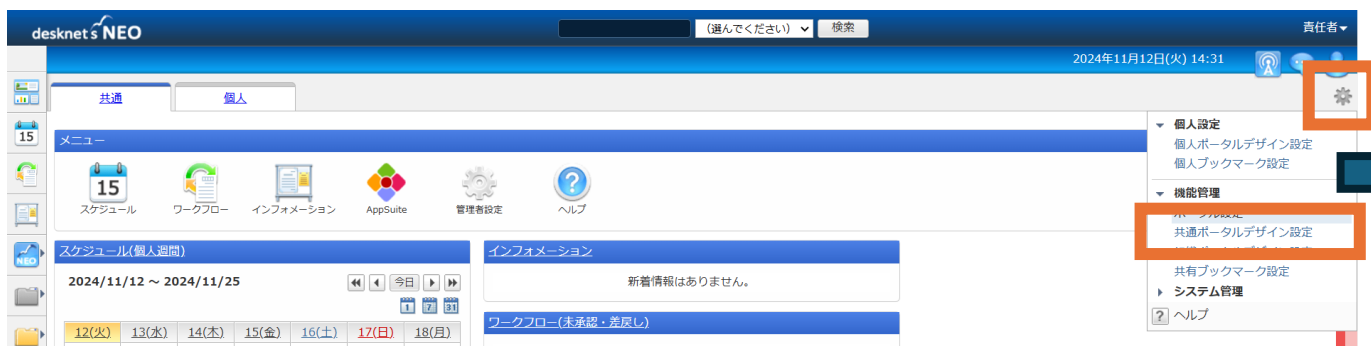 desknet's NEO
（選んでください）
検索
責任者▾
2024年11月12日(火) 14:31
共通
個人
15
メニュー
15
スケジュール
ワークフロー
インフォメーション
AppSuite
管理者設定
ヘルプ
スケジュール(個人週間)
2024/11/12 ～ 2024/11/25
今日
1 7 31
12(火) 13(水) 14(木) 15(金) 16(土) 17(日) 18(月)
インフォメーション
新着情報はありません。
ワークフロー(未承認・差戻し)
NEO
個人設定
個人ポータルデザイン設定
個人ブックマーク設定
機能管理
共通ポータルデザイン設定
共有ブックマーク設定
システム管理
? ヘルプ